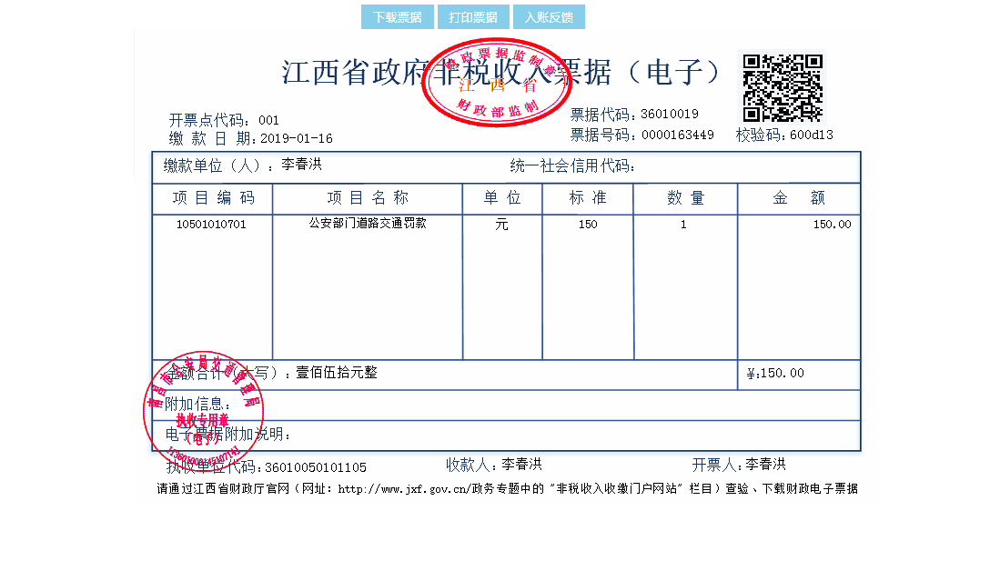 下载票据 打印票据 入账反馈
江西省政府非税收入票据（电子）
财政票据监制章
江西省
财政部监制
开票点代码：001
票据代码：36010019
缴款日期：2019-01-16
票据号码：0000163449 校验码：600d13
缴款单位（人）：李春洪 统一社会信用代码：
项目编码 项目名称 单位 标准 数量 金额
10501010701 公安部门道路交通罚款 元 150 1 150.00
金额合计（大写）：壹佰伍拾元整 ¥:150.00
附加信息：
电子票据附加说明：
南昌市公安局交通管理局
执收专用章
（电子）
执收单位代码：36010050101105 收款人：李春洪 开票人：李春洪
请通过江西省财政厅官网（网址：http://www.jxf.gov.cn/政务专题中的 "非税收入收缴门户网站" 栏目）查验、下载财政电子票据